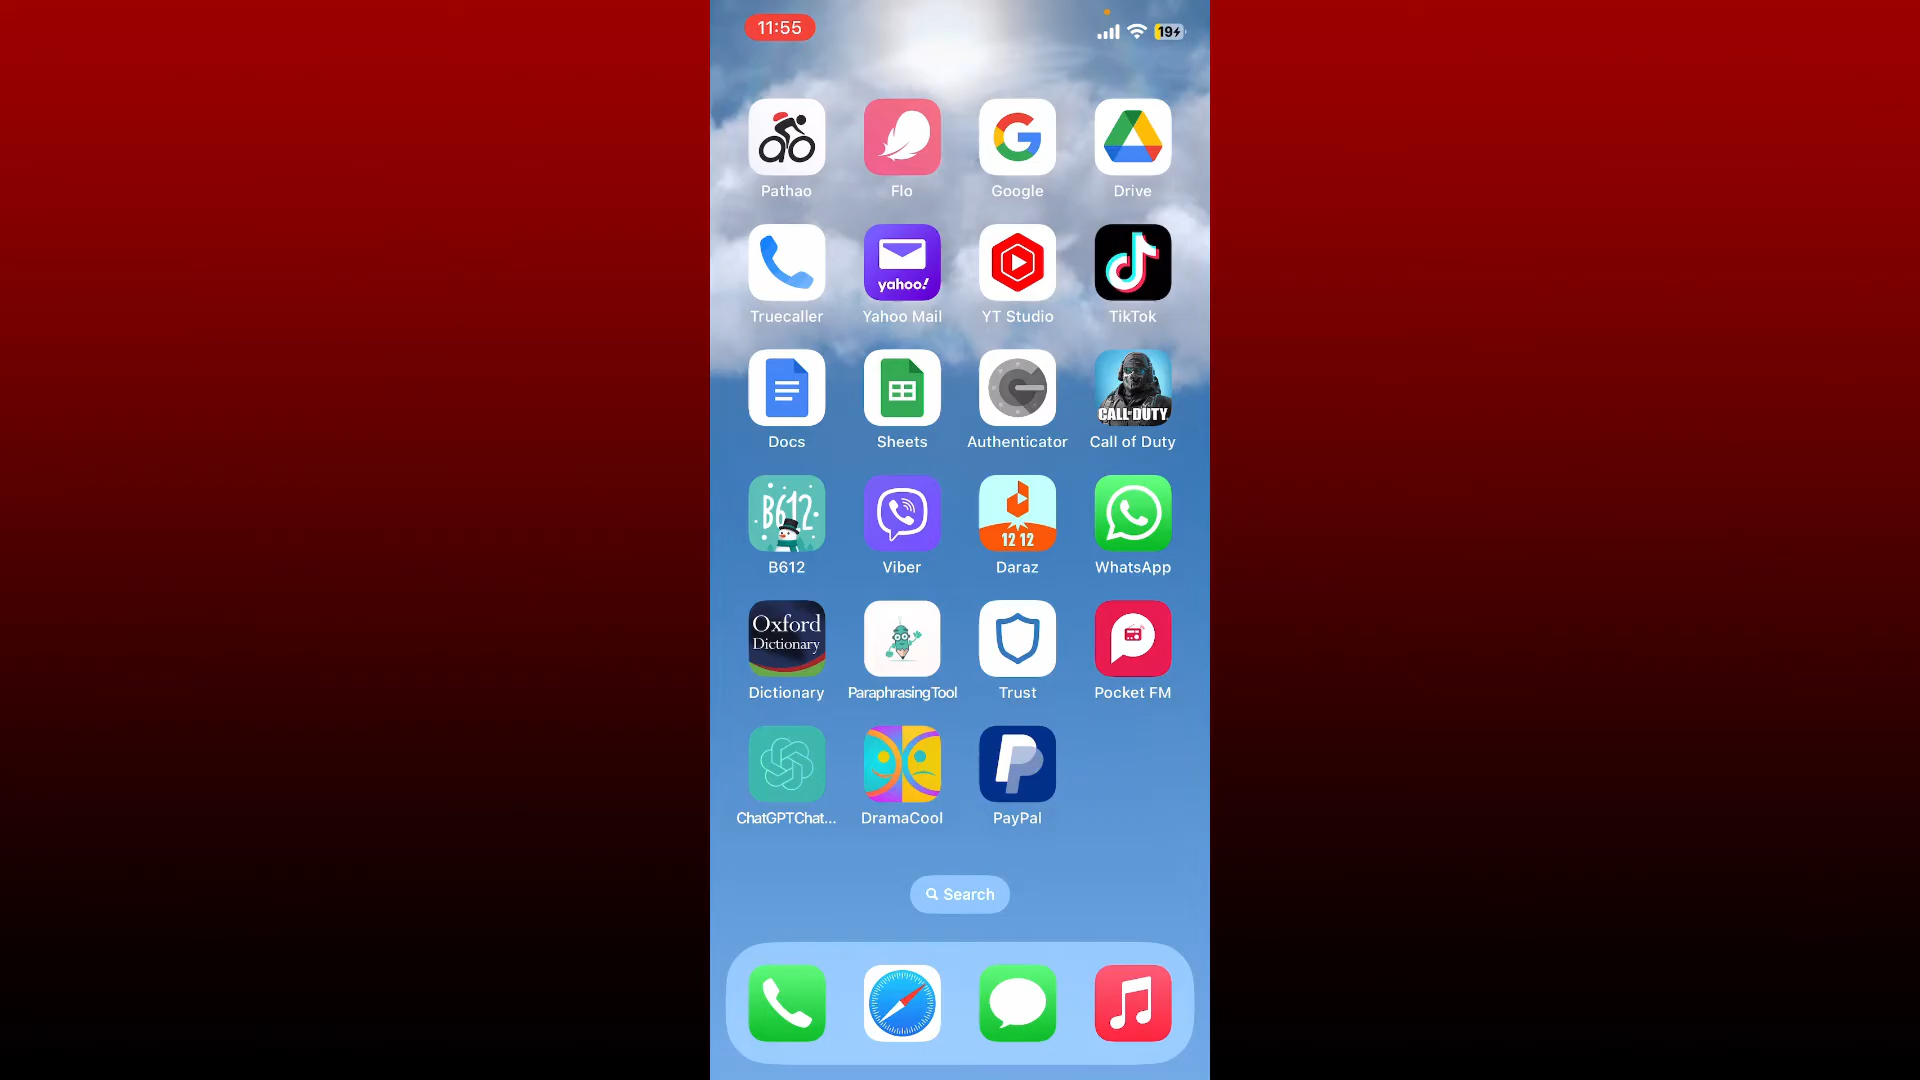 11:55
19
Pathao
Flo
Google
Drive
yahoo!
Truecaller
Yahoo Mail
YT Studio
TikTok
CALL OF DUTY
Docs
Sheets
Authenticator
Call of Duty
B612
12 12
B612
Viber
Daraz
WhatsApp
Oxford
Dictionary
Dictionary
ParaphrasingTool
Trust
Pocket FM
ChatGPTChat...
DramaCool
PayPal
Search